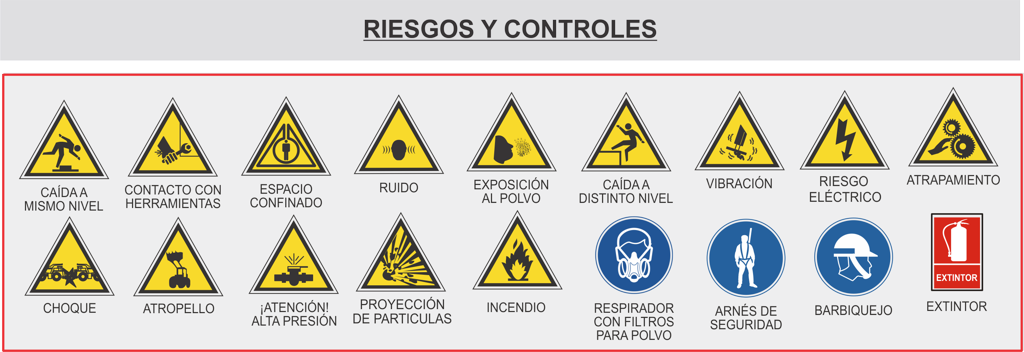 RIESGOS Y CONTROLES
CAÍDA A
MISMO NIVEL
CONTACTO CON
HERRAMIENTAS
ESPACIO
CONFINADO
RUIDO
EXPOSICIÓN
AL POLVO
CAÍDA A
DISTINTO NIVEL
VIBRACIÓN
RIESGO
ELÉCTRICO
ATRAPAMIENTO
CHOQUE
ATROPELLO
¡ATENCIÓN!
ALTA PRESIÓN
PROYECCIÓN
DE PARTICULAS
INCENDIO
RESPIRADOR
CON FILTROS
PARA POLVO
ARNÉS DE
SEGURIDAD
BARBIQUEJO
EXTINTOR
EXTINTOR